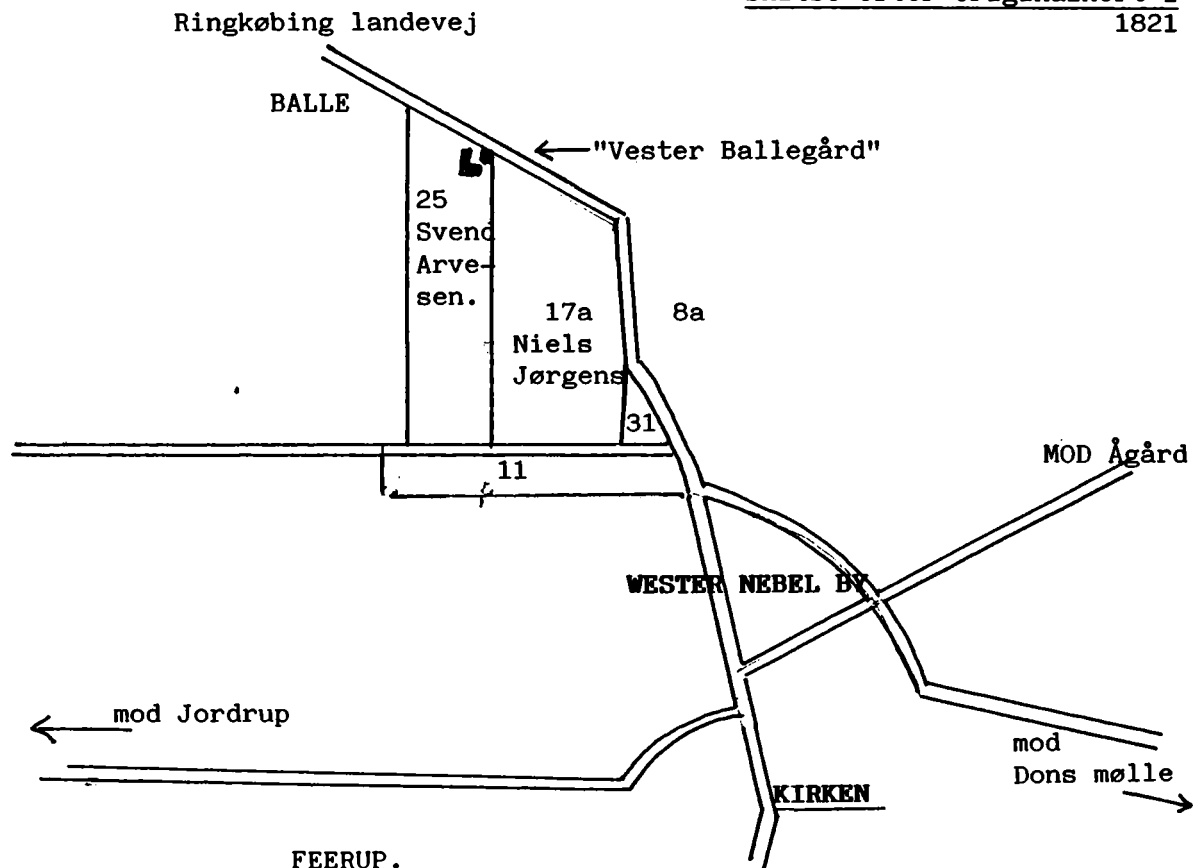 1821
Ringkøbing landevej
BALLE
"Vester Ballegård"
25
Svend
Arve-
sen.
17a
Niels
Jørgens
8a
31
11
MOD Ågård
WESTER NEBEL BY
mod Jordrup
mod
Dons mølle
KIRKEN
FEERUP.